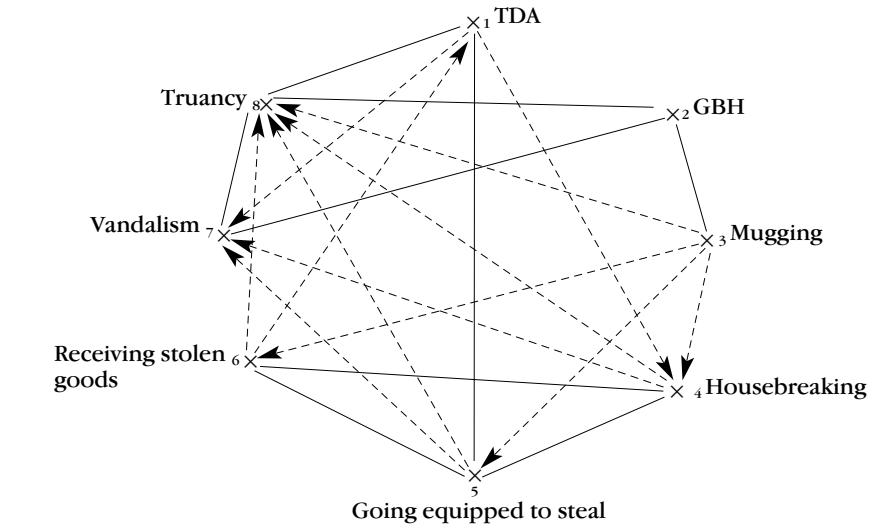 1 TDA
Truancy 8
2 GBH
Vandalism 7
3 Mugging
Receiving stolen 6
goods
4 Housebreaking
5
Going equipped to steal